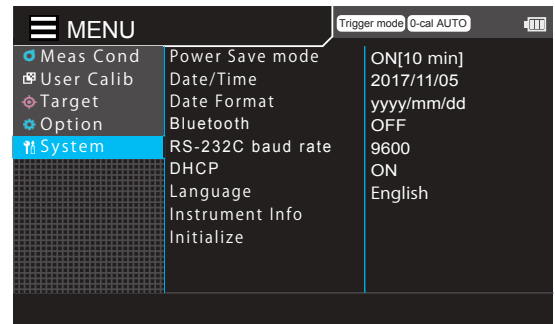 MENU
Trigger mode 0-cal AUTO
Meas Cond
User Calib
Target
Option
System
Power Save mode ON[10 min]
Date/Time 2017/11/05
Date Format yyyy/mm/dd
Bluetooth OFF
RS-232C baud rate 9600
DHCP ON
Language English
Instrument Info
Initialize